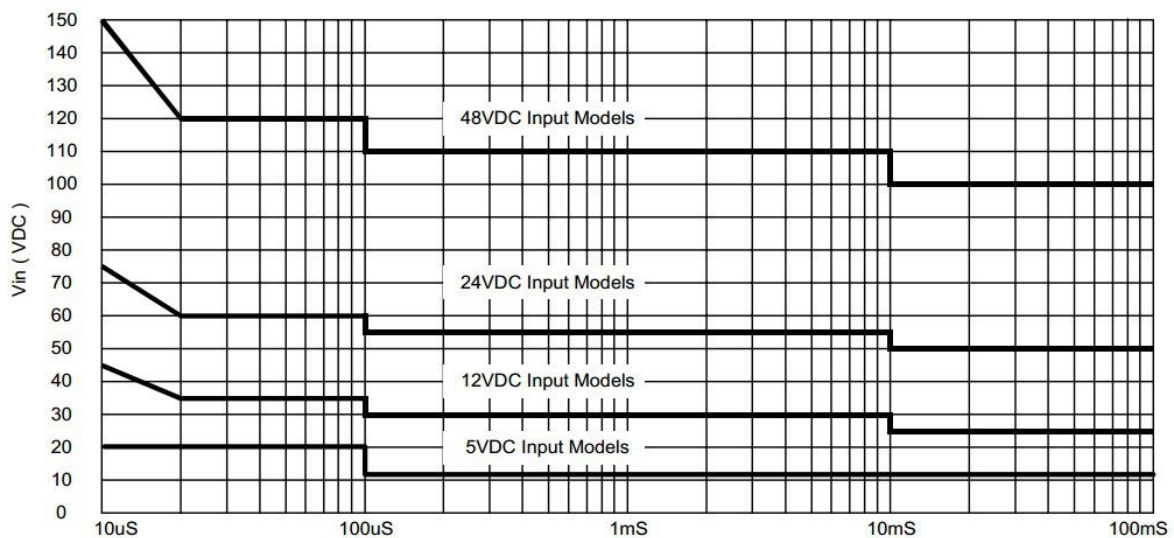 150
140
130
120
110
100
90
80
70
60
50
40
30
20
10
0
Vin ( VDC )
48VDC Input Models
24VDC Input Models
12VDC Input Models
5VDC Input Models
10uS 100uS 1mS 10mS 100mS